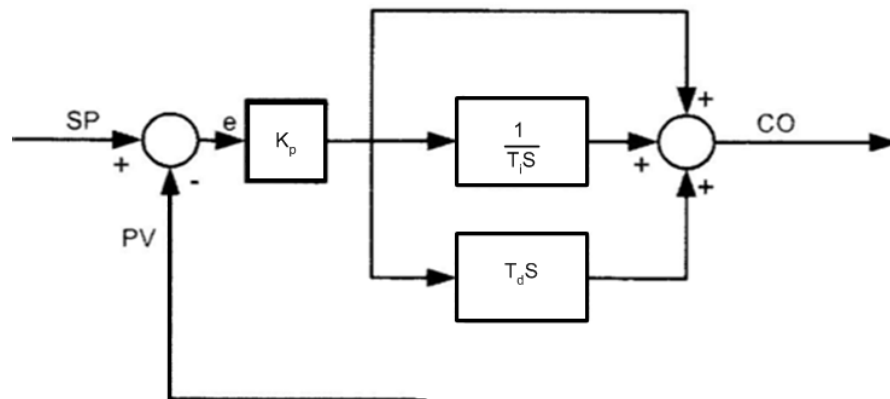 +
SP
e
K_p
1
T_iS
+
CO
+
-
+
+
PV
T_dS